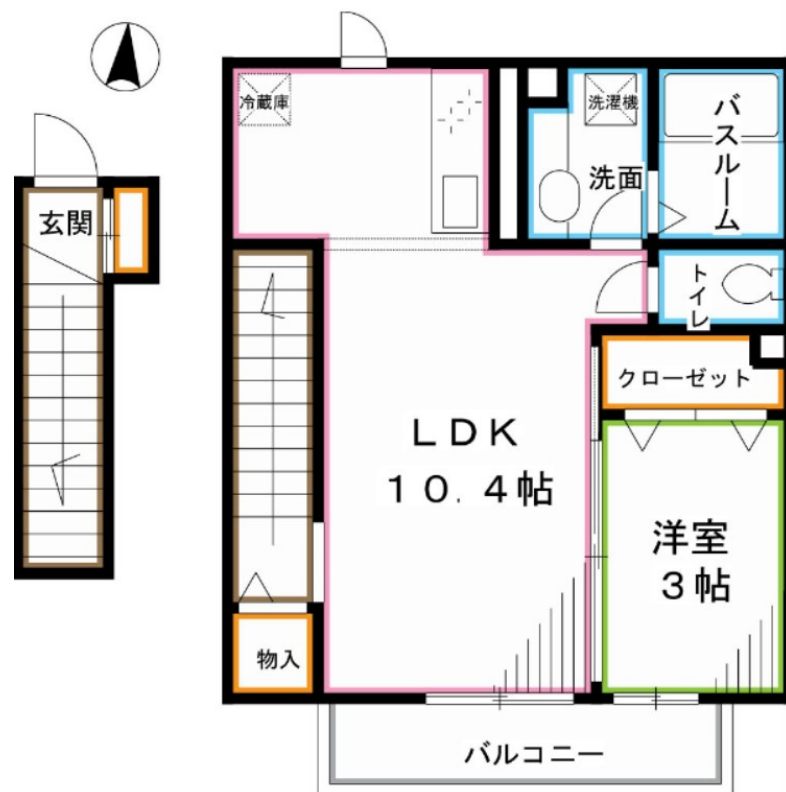 冷蔵庫
洗濯機
バスルーム
洗面
玄関
トイレ
クローゼット
LDK
10.4帖
洋室
3帖
物入
バルコニー